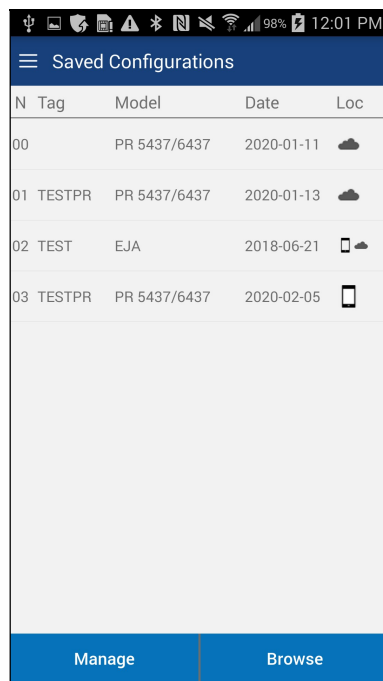 98% 12:01 PM
Saved Configurations
N Tag Model Date Loc
00 PR 5437/6437 2020-01-11
01 TESTPR PR 5437/6437 2020-01-13
02 TEST EJA 2018-06-21
03 TESTPR PR 5437/6437 2020-02-05
Manage Browse